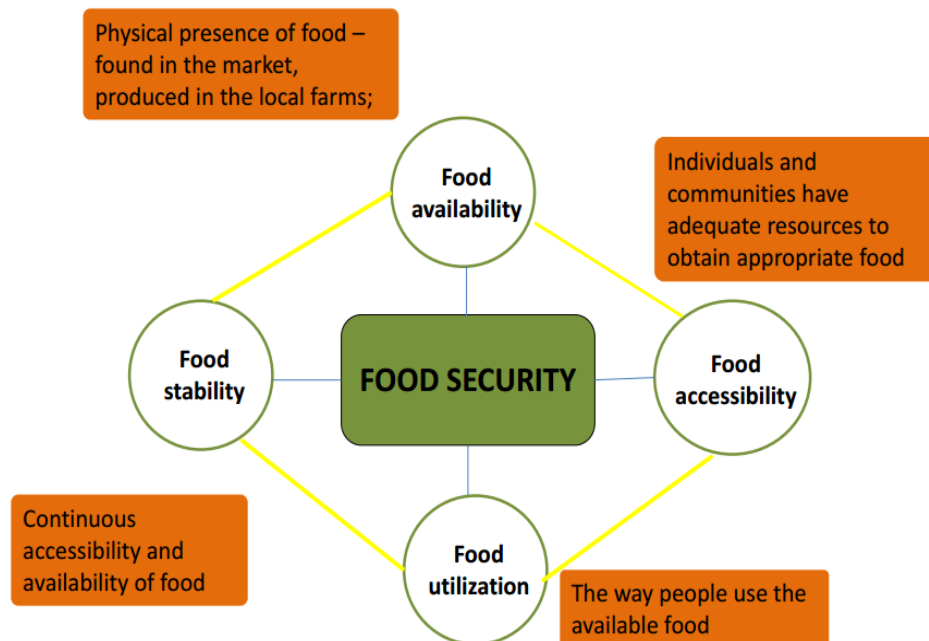 Physical presence of food –
found in the market,
produced in the local farms;
Food
availability
Individuals and
communities have
adequate resources to
obtain appropriate food
Food
stability
FOOD SECURITY
Food
accessibility
Continuous
accessibility and
availability of food
Food
utilization
The way people use the
available food